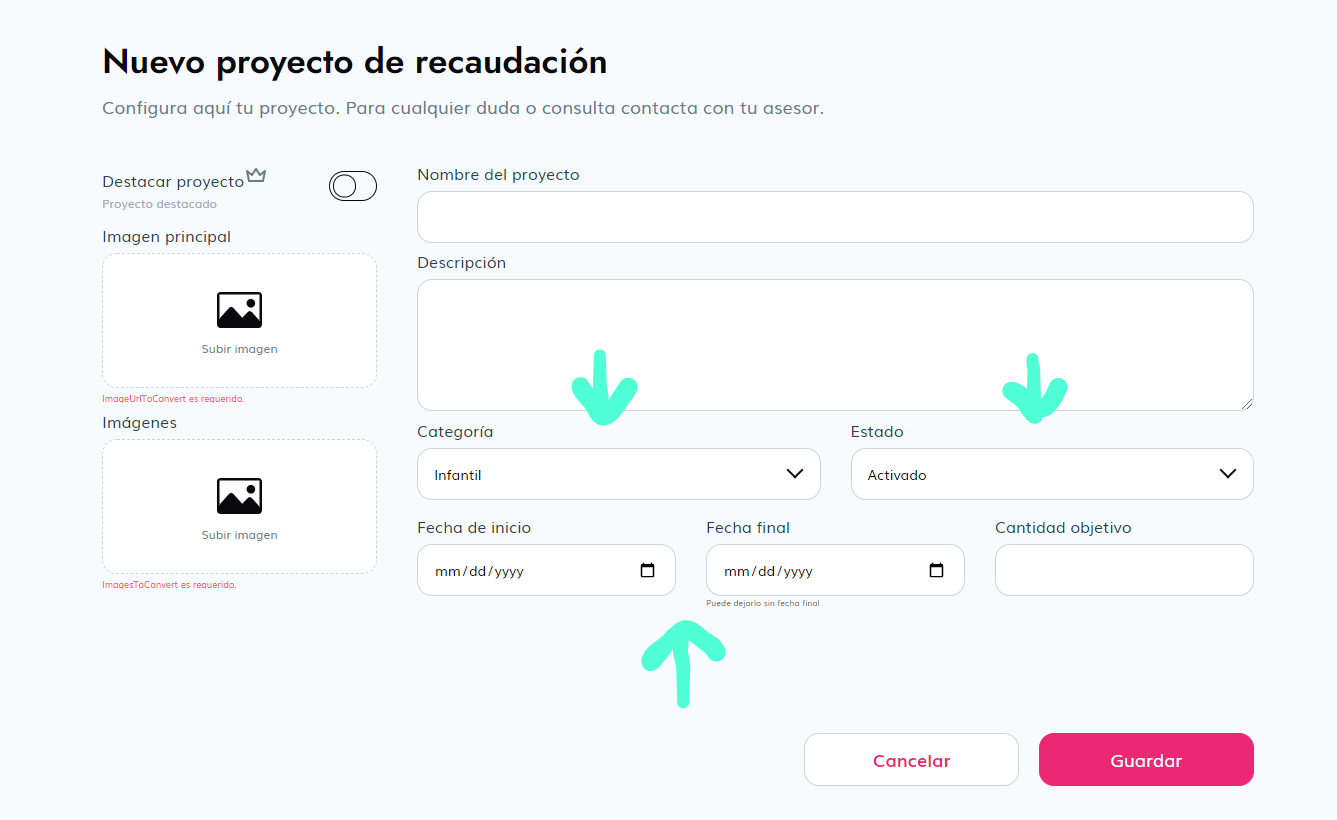 Nuevo proyecto de recaudación
Configura aquí tu proyecto. Para cualquier duda o consulta contacta con tu asesor.
Destacar proyecto
Proyecto destacado
Imagen principal
Subir imagen
ImageUrlToConvert es requerido.
Imágenes
Subir imagen
ImagesToConvert es requerido.
Nombre del proyecto
Descripción
Categoría
Infantil
Estado
Activado
Fecha de inicio
mm/dd/yyyy
Fecha final
mm/dd/yyyy
Puede dejarlo sin fecha final
Cantidad objetivo
Cancelar
Guardar